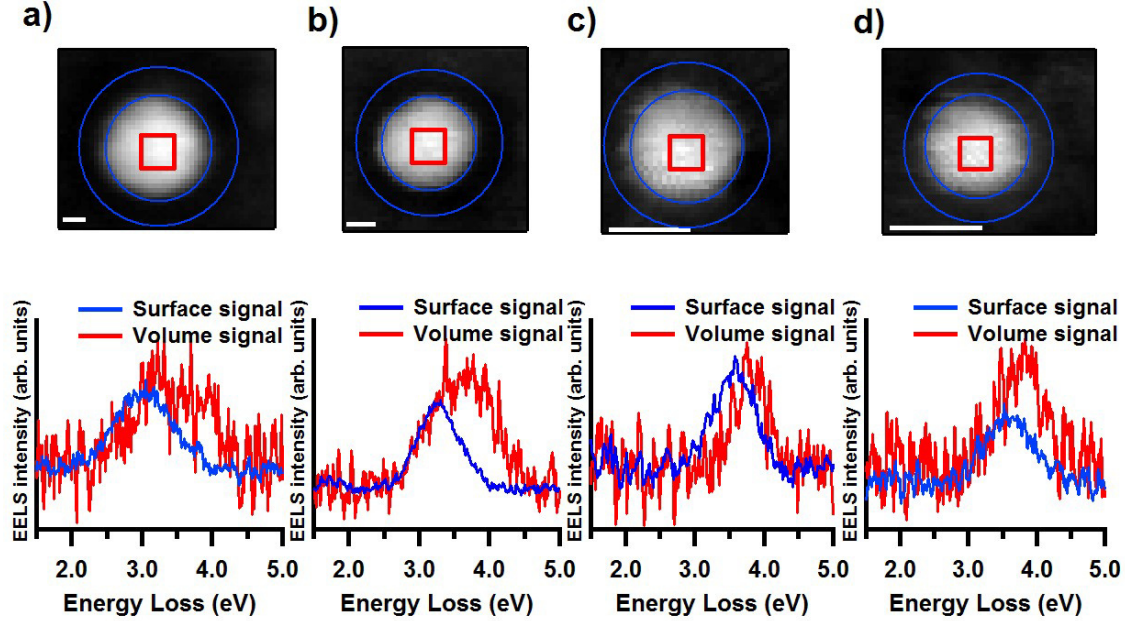 a)
b)
c)
d)
EELS intensity (arb. units)
Surface signal
Volume signal
2.0 3.0 4.0 5.0
Energy Loss (eV)
EELS intensity (arb. units)
Surface signal
Volume signal
2.0 3.0 4.0 5.0
Energy Loss (eV)
EELS intensity (arb. units)
Surface signal
Volume signal
2.0 3.0 4.0 5.0
Energy Loss (eV)
EELS intensity (arb. units)
Surface signal
Volume signal
2.0 3.0 4.0 5.0
Energy Loss (eV)